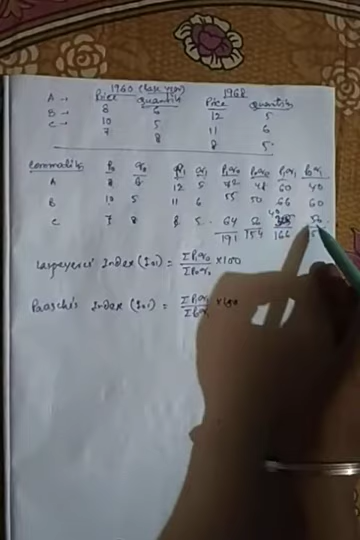 1960 (base year) 1968
A → Price Quantity Price Quantity
B → 8 6 12 5
C → 10 5 11 6
7 8 8 5
Commodity P₀ q₀ P₁ q₁ P₁q₀ P₀q₀ P₁q₁ P₀q₁
A 8 6 12 5 72 48 60 40
B 10 5 11 6 55 50 66 60
C 7 8 8 5 64 56 40
191 154 166
Laspeyeres' Index (I₀₁) = ΣP₁q₀ / ΣP₀q₀ × 100
Paasche's Index (I₀₁) = ΣP₁q₁ / ΣP₀q₁ × 100